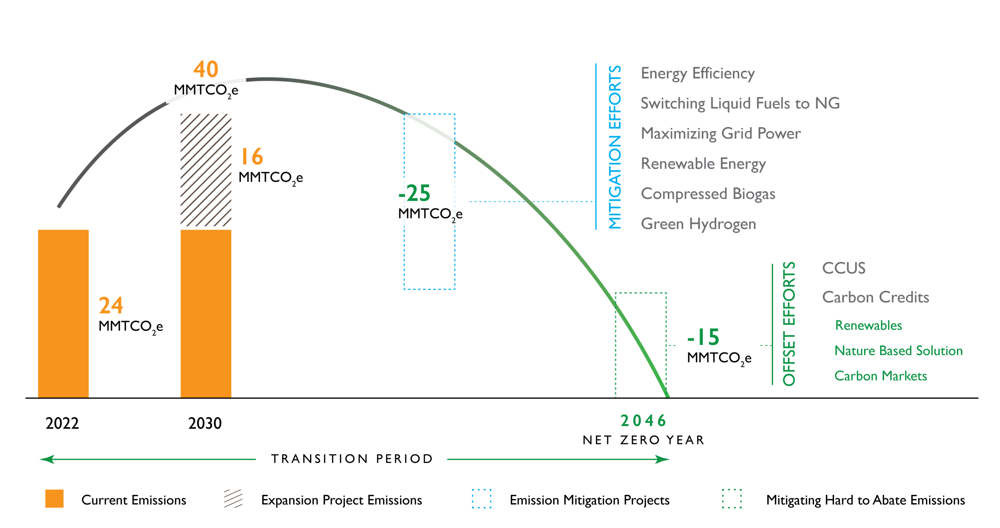 40
MMTCO₂e
16
MMTCO₂e
24
MMTCO₂e
-25
MMTCO₂e
MITIGATION EFFORTS
Energy Efficiency
Switching Liquid Fuels to NG
Maximizing Grid Power
Renewable Energy
Compressed Biogas
Green Hydrogen
-15
MMTCO₂e
OFFSET EFFORTS
CCUS
Carbon Credits
Renewables
Nature Based Solution
Carbon Markets
2022
2030
2046
NET ZERO YEAR
TRANSITION PERIOD
Current Emissions
Expansion Project Emissions
Emission Mitigation Projects
Mitigating Hard to Abate Emissions